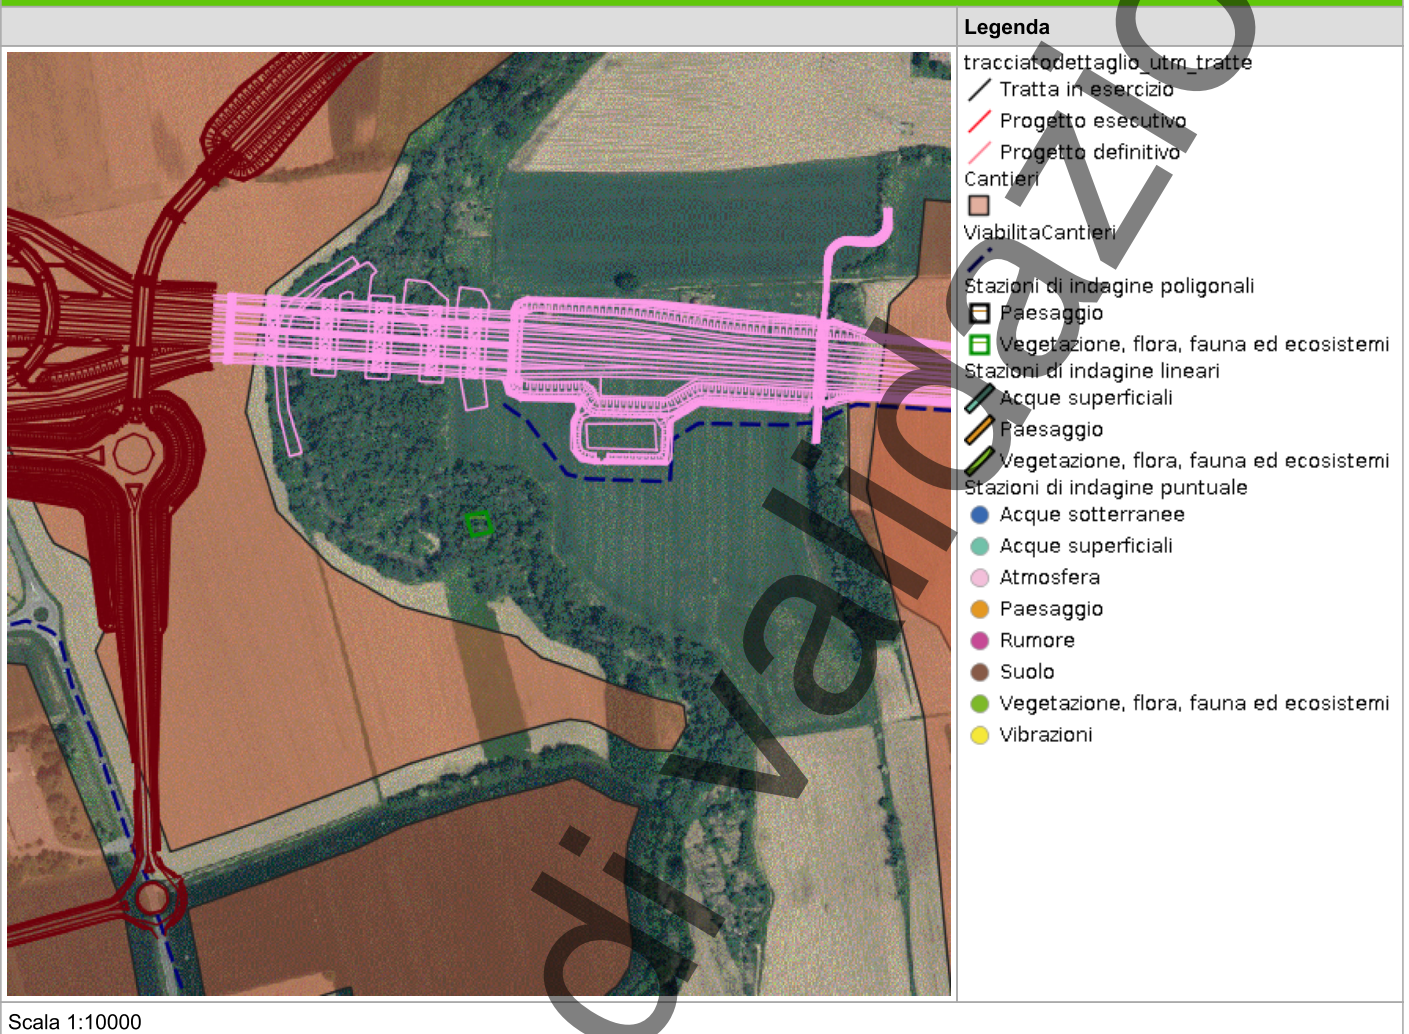 Legenda
tracciatodettaglio_utm_tratte
Tratta in esercizio
Progetto esecutivo
Progetto definitivo
Cantieri
ViabilitaCantieri
Stazioni di indagine poligonali
Paesaggio
Vegetazione, flora, fauna ed ecosistemi
Stazioni di indagine lineari
Acque superficiali
Paesaggio
Vegetazione, flora, fauna ed ecosistemi
Stazioni di indagine puntuale
Acque sotterranee
Acque superficiali
Atmosfera
Paesaggio
Rumore
Suolo
Vegetazione, flora, fauna ed ecosistemi
Vibrazioni
di validazio
Scala 1:10000